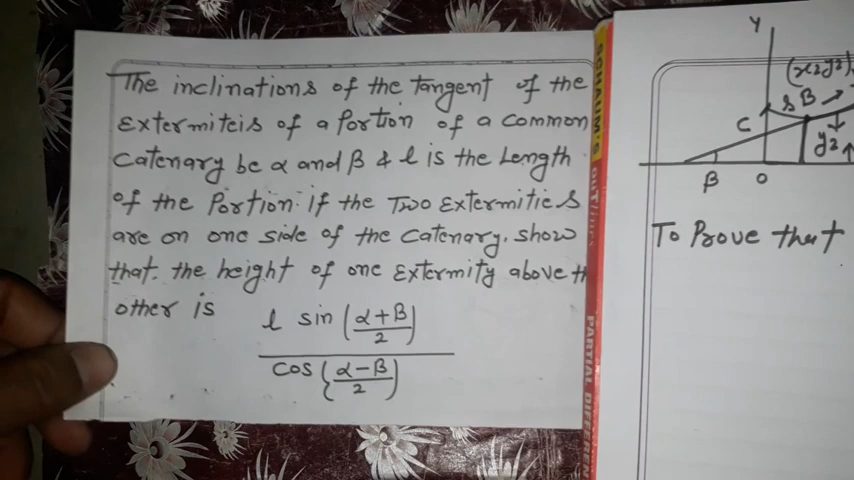 The inclinations of the tangent of the
Extermiteis of a Portion of a common
Catenary be α and β & l is the Length
of the Portion. if the Two Extermities
are on one side of the Catenary. show
that. the height of one Extermity above th
other is
l sin (α+β/2)
cos {α-β/2)
SCHAUM'S
OUTlines
PARTIAL DIFFEREN
Y
(x2y2)
s B
C
y2
β O
To Prove that